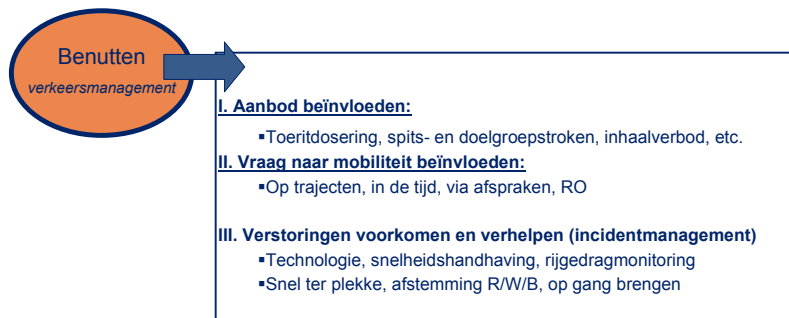 Benutten
verkeersmanagement
I. Aanbod beïnvloeden:
▪Toeritdosering, spits- en doelgroepstroken, inhaalverbod, etc.
II. Vraag naar mobiliteit beïnvloeden:
▪Op trajecten, in de tijd, via afspraken, RO
III. Verstoringen voorkomen en verhelpen (incidentmanagement)
▪Technologie, snelheidshandhaving, rijgedragmonitoring
▪Snel ter plekke, afstemming R/W/B, op gang brengen